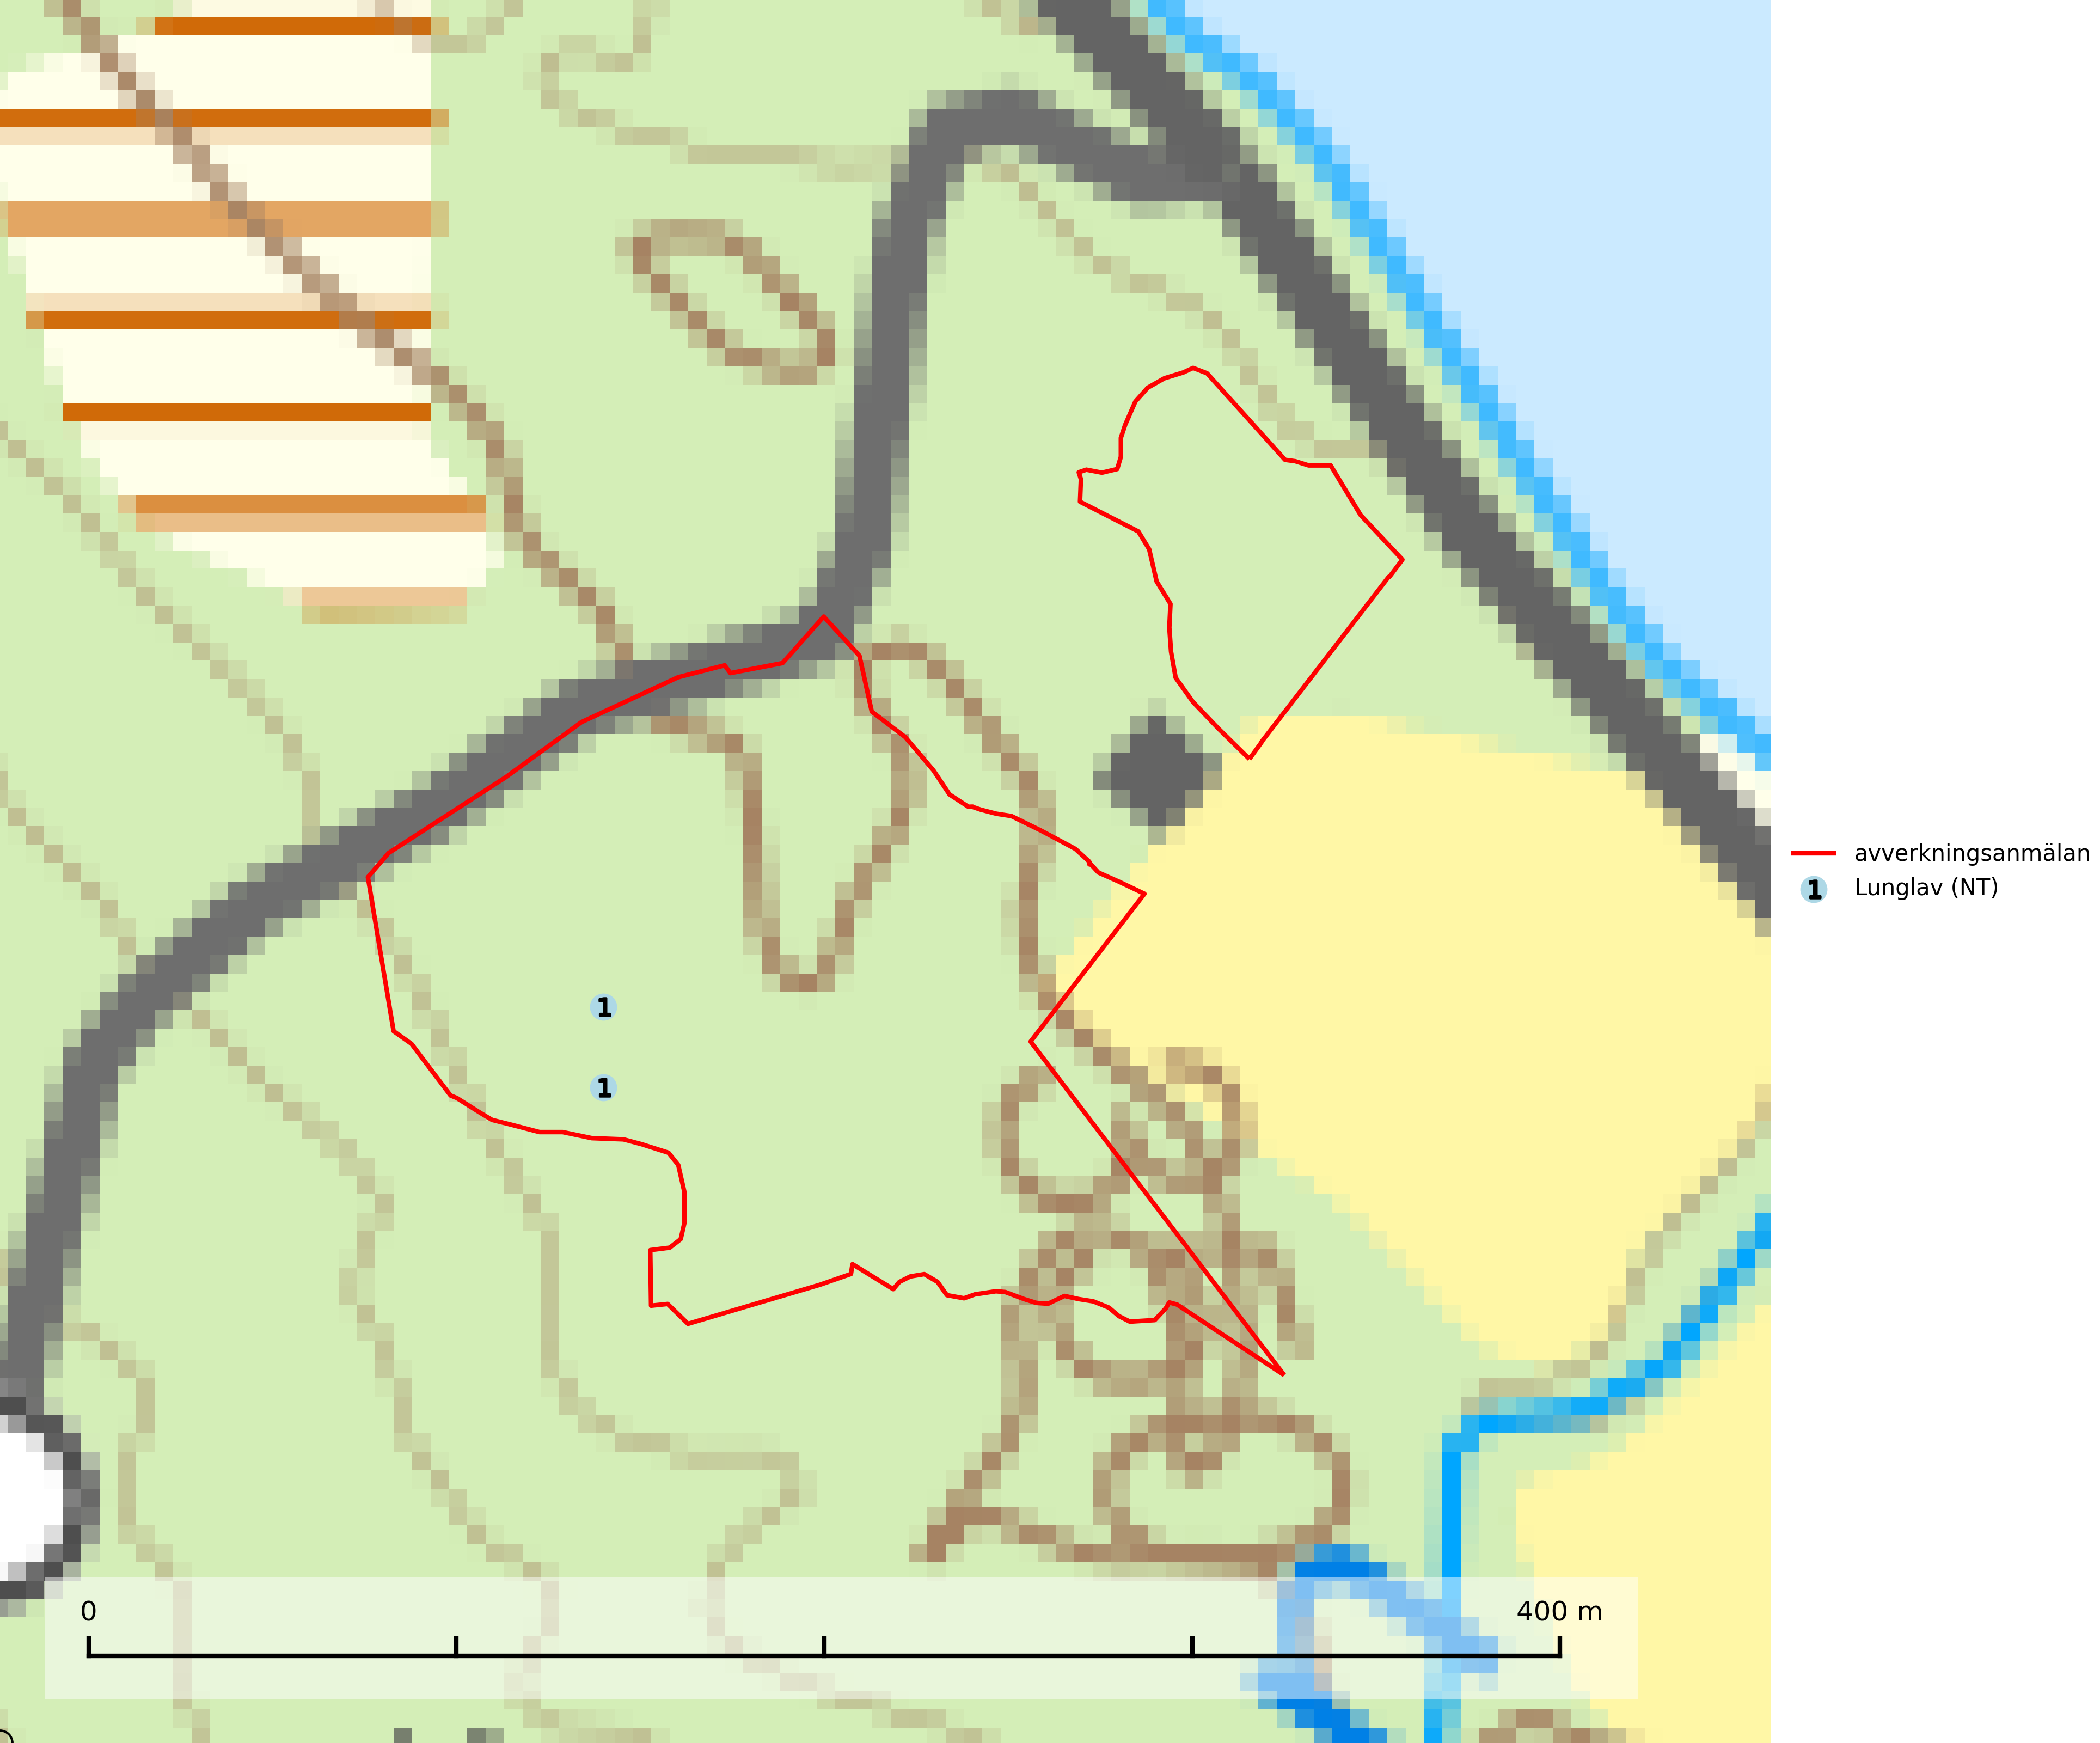 avverkningsanmälan
1 Lunglav (NT)
1
1
0 400 m